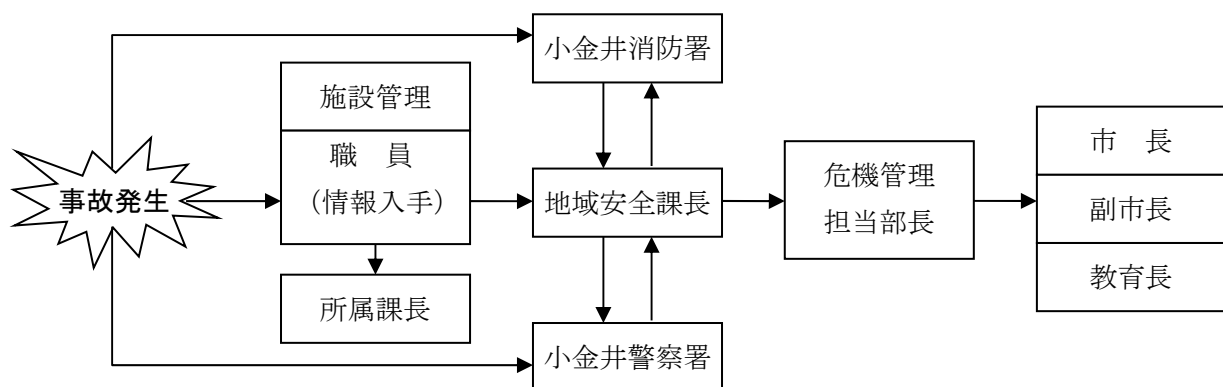 事故発生
施設管理
職　員
（情報入手）
所属課長
小金井消防署
地域安全課長
小金井警察署
危機管理
担当部長
市　長
副市長
教育長